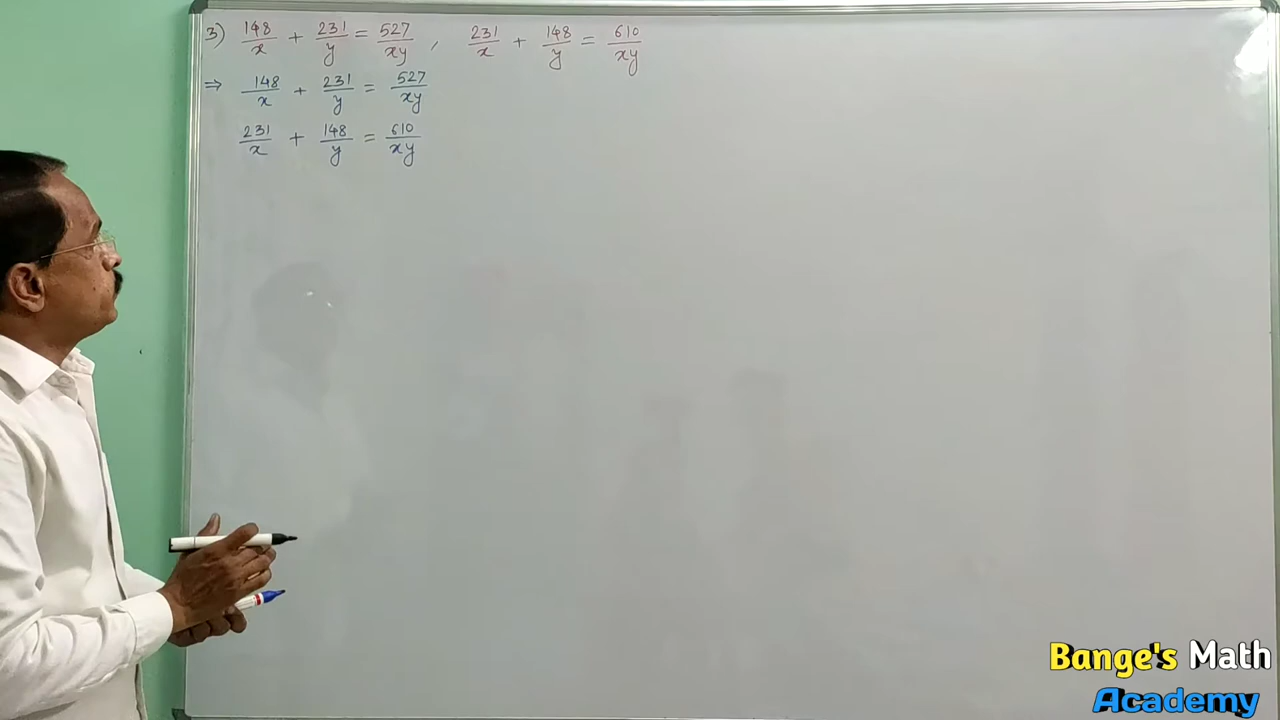 3) 148/x + 231/y = 527/xy , 231/x + 148/y = 610/xy
⇒ 148/x + 231/y = 527/xy
231/x + 148/y = 610/xy
Bange's Math
Academy